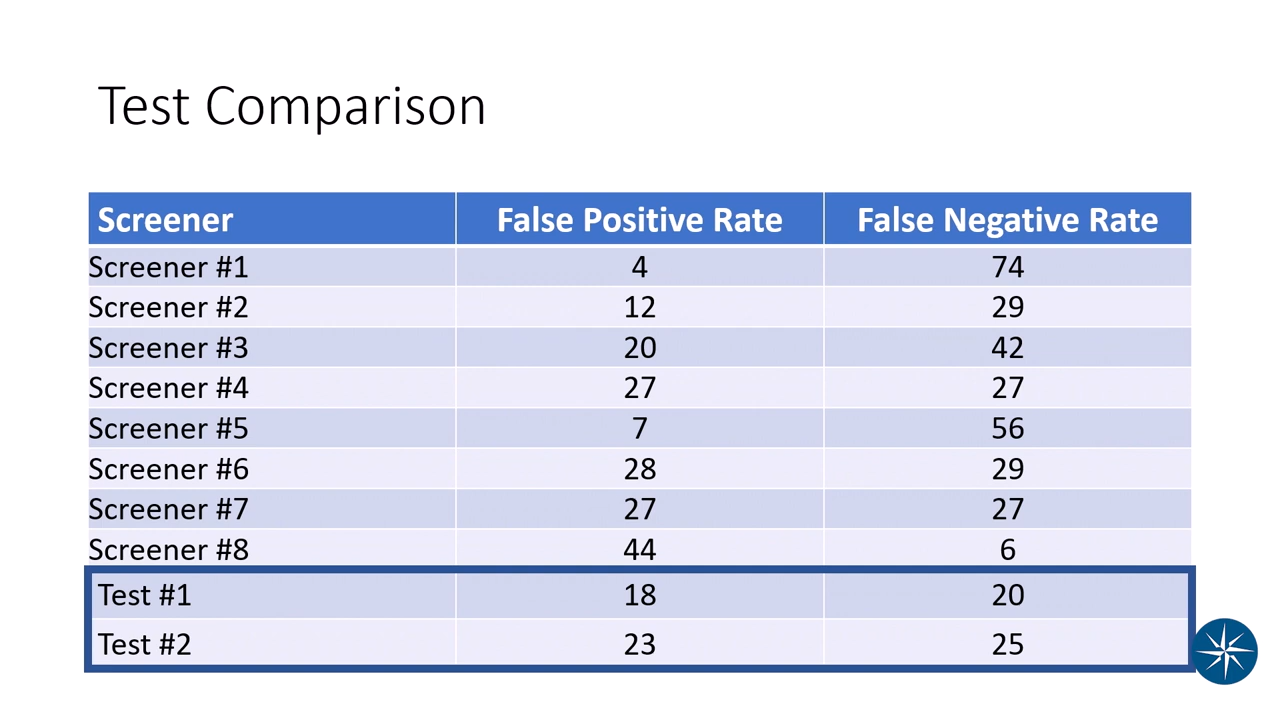 Test Comparison
Screener False Positive Rate False Negative Rate
Screener #1 4 74
Screener #2 12 29
Screener #3 20 42
Screener #4 27 27
Screener #5 7 56
Screener #6 28 29
Screener #7 27 27
Screener #8 44 6
Test #1 18 20
Test #2 23 25